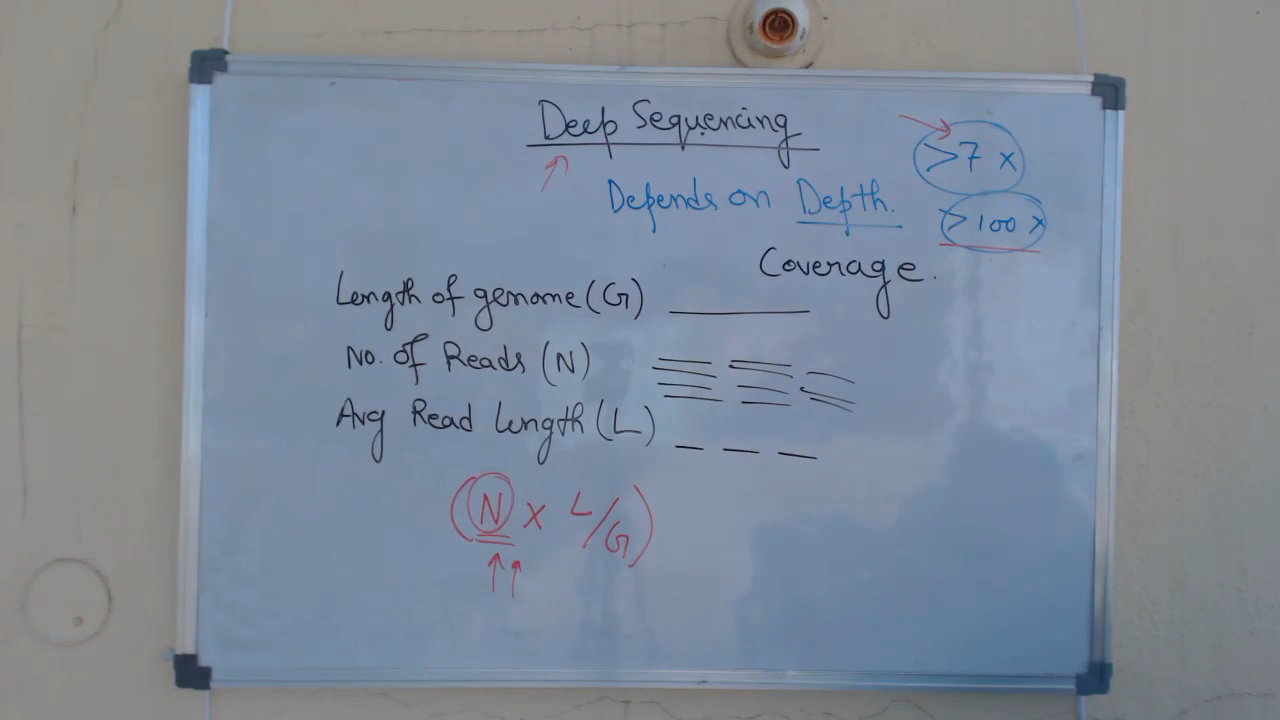 Deep Sequencing
>7 x
Depends on Depth.
>100 x
Coverage.
Length of genome (G)
No. of Reads (N)
Avg Read length (L)
(N x L/G)